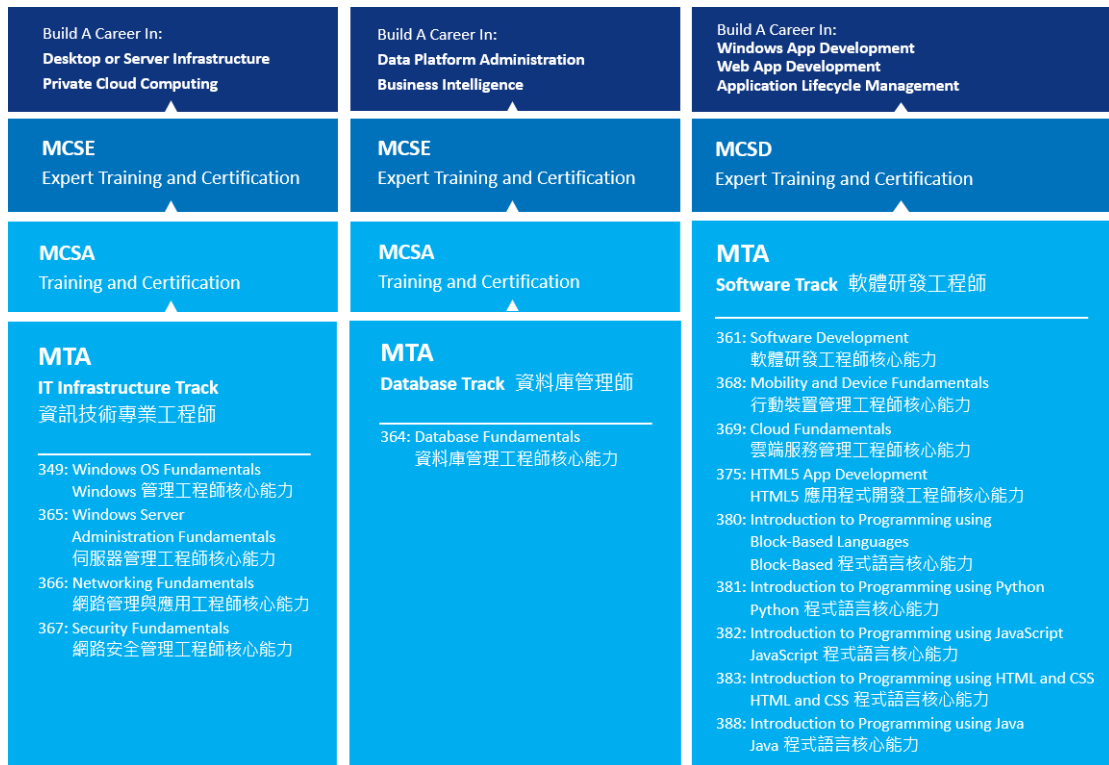 Build A Career In:
Desktop or Server Infrastructure
Private Cloud Computing
MCSE
Expert Training and Certification
MCSA
Training and Certification
MTA
IT Infrastructure Track
資訊技術專業工程師
349: Windows OS Fundamentals
Windows 管理工程師核心能力
365: Windows Server
Administration Fundamentals
伺服器管理工程師核心能力
366: Networking Fundamentals
網路管理與應用工程師核心能力
367: Security Fundamentals
網路安全管理工程師核心能力
Build A Career In:
Data Platform Administration
Business Intelligence
MCSE
Expert Training and Certification
MCSA
Training and Certification
MTA
Database Track 資料庫管理師
364: Database Fundamentals
資料庫管理工程師核心能力
Build A Career In:
Windows App Development
Web App Development
Application Lifecycle Management
MCSD
Expert Training and Certification
MTA
Software Track 軟體研發工程師
361: Software Development
軟體研發工程師核心能力
368: Mobility and Device Fundamentals
行動裝置管理工程師核心能力
369: Cloud Fundamentals
雲端服務管理工程師核心能力
375: HTML5 App Development
HTML5 應用程式開發工程師核心能力
380: Introduction to Programming using
Block-Based Languages
Block-Based 程式語言核心能力
381: Introduction to Programming using Python
Python 程式語言核心能力
382: Introduction to Programming using JavaScript
JavaScript 程式語言核心能力
383: Introduction to Programming using HTML and CSS
HTML and CSS 程式語言核心能力
388: Introduction to Programming using Java
Java 程式語言核心能力